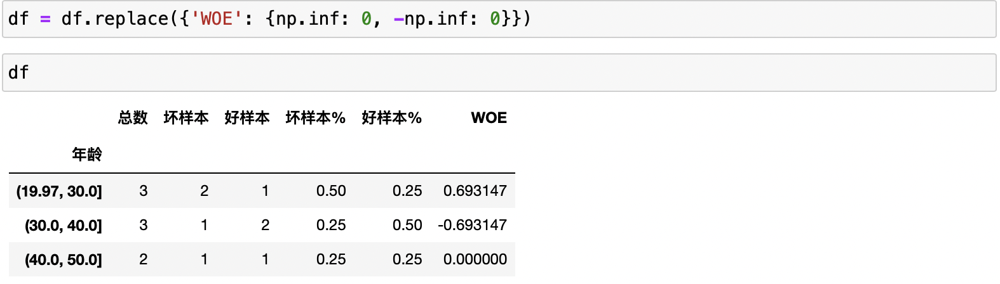 df = df.replace({'WOE': {np.inf: 0, -np.inf: 0}})
df
总数 坏样本 好样本 坏样本% 好样本% WOE
年龄
(19.97, 30.0] 3 2 1 0.50 0.25 0.693147
(30.0, 40.0] 3 1 2 0.25 0.50 -0.693147
(40.0, 50.0] 2 1 1 0.25 0.25 0.000000